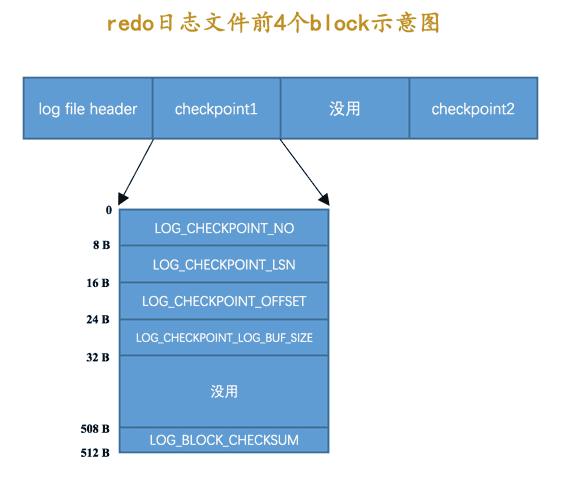 redo日志文件前4个block示意图
log file header
checkpoint1
没用
checkpoint2
0
LOG_CHECKPOINT_NO
8 B
LOG_CHECKPOINT_LSN
16 B
LOG_CHECKPOINT_OFFSET
24 B
LOG_CHECKPOINT_LOG_BUF_SIZE
32 B
没用
508 B
LOG_BLOCK_CHECKSUM
512 B